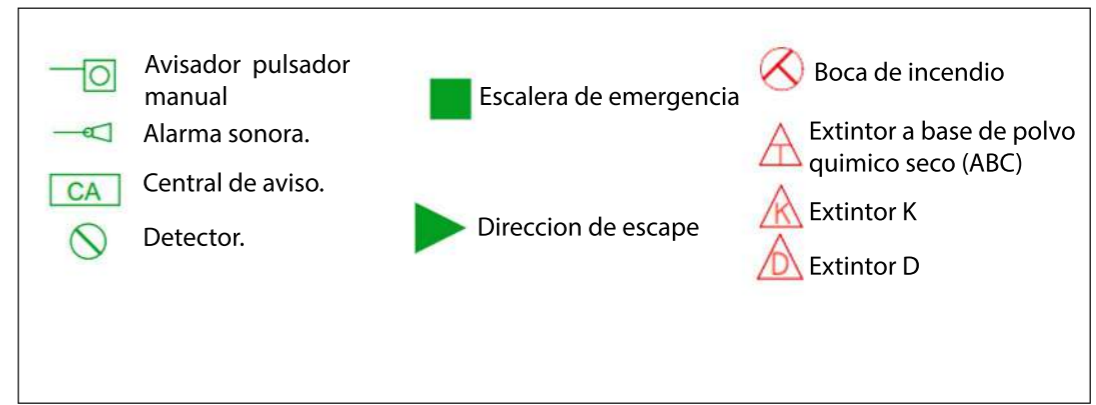 Avisador pulsador
manual
Alarma sonora.
CA
Central de aviso.
Detector.
Escalera de emergencia
Direccion de escape
Boca de incendio
Extintor a base de polvo
quimico seco (ABC)
K
Extintor K
D
Extintor D